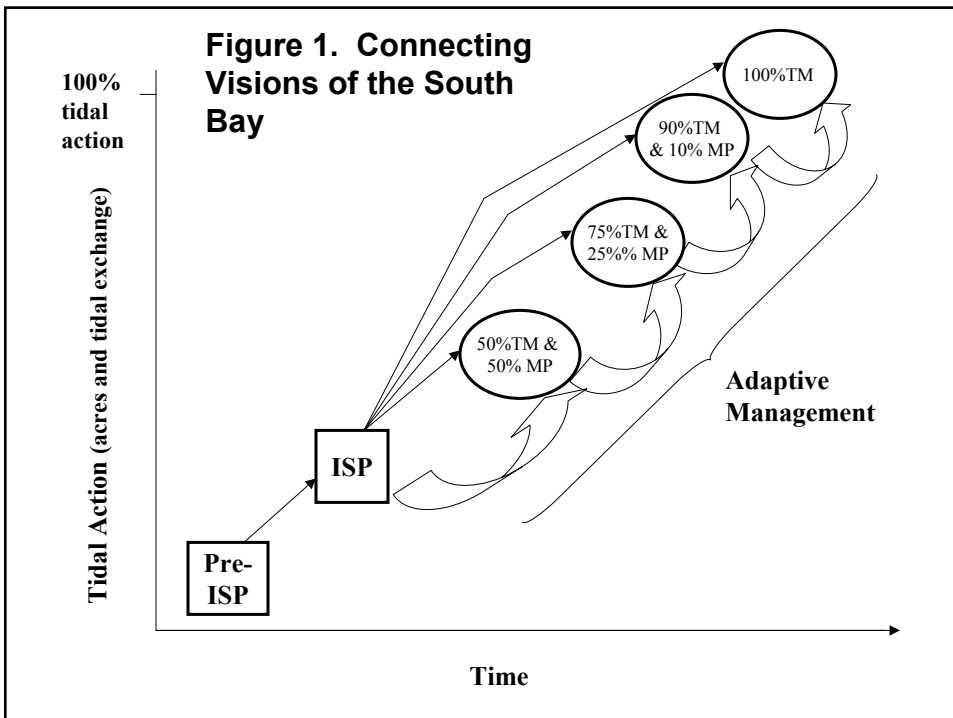 Figure 1.  Connecting
Visions of the South
Bay
100%
tidal
action
Tidal Action (acres and tidal exchange)
100%TM
90%TM
& 10% MP
75%TM &
25%% MP
50%TM &
50% MP
Adaptive
Management
ISP
Pre-
ISP
Time